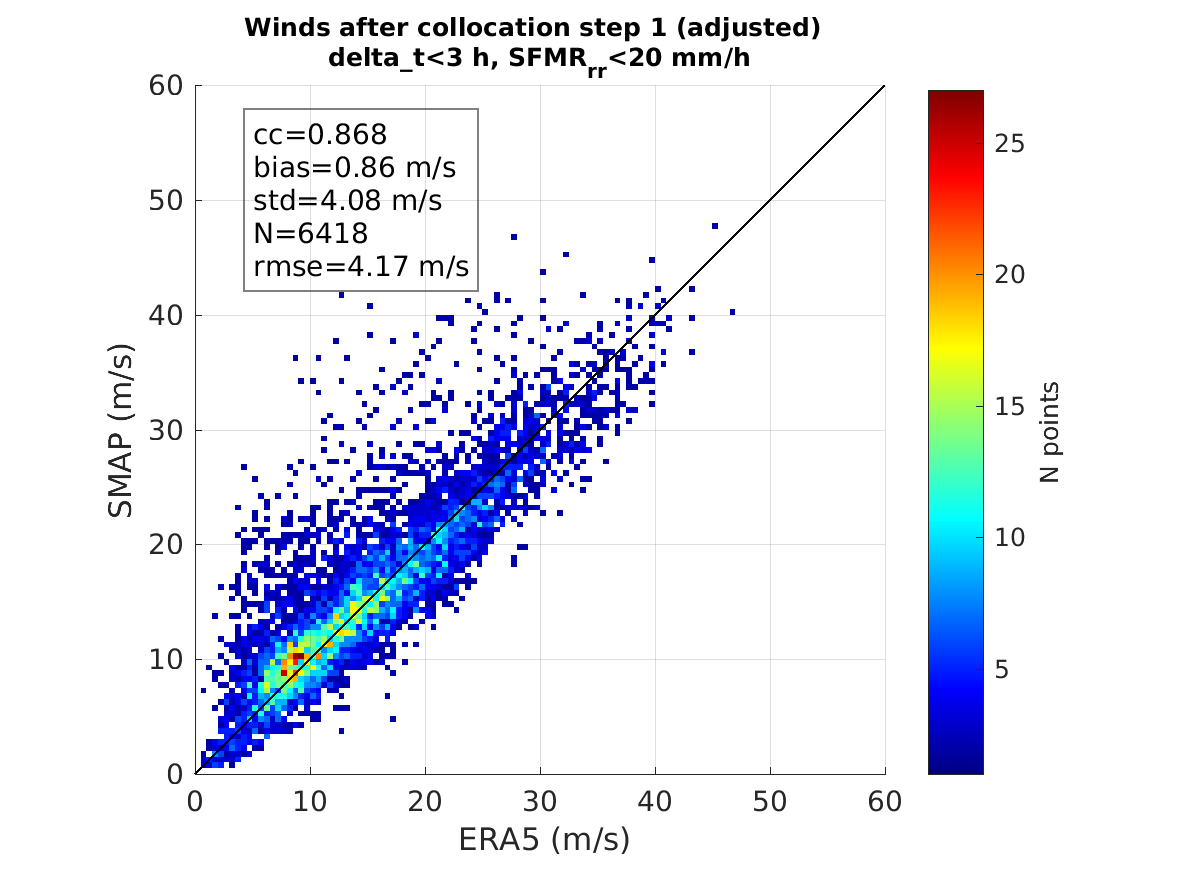 Winds after collocation step 1 (adjusted)
delta_t<3 h, SFMRrr<20 mm/h
cc=0.868
bias=0.86 m/s
std=4.08 m/s
N=6418
rmse=4.17 m/s
60
50
40
30
20
10
0
SMAP (m/s)
0 10 20 30 40 50 60
ERA5 (m/s)
25
20
15
10
5
N points